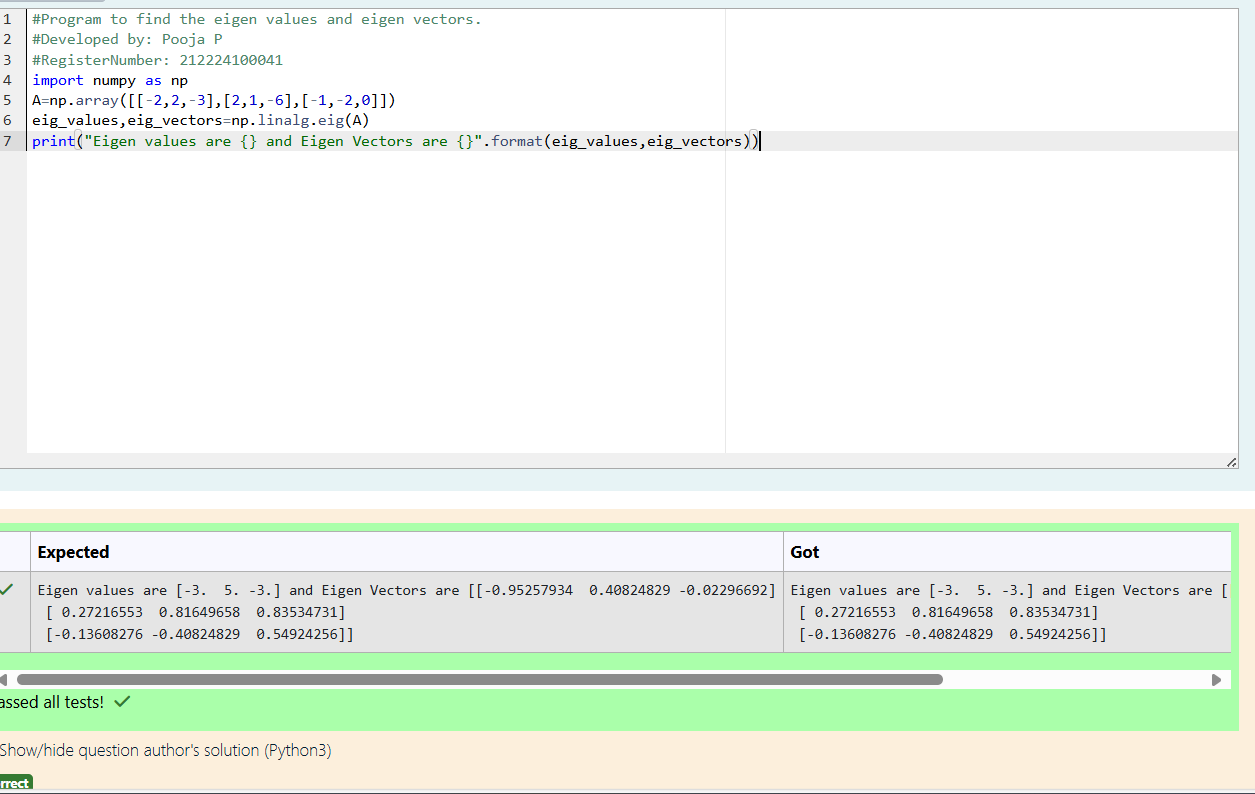 1 #Program to find the eigen values and eigen vectors.
2 #Developed by: Pooja P
3 #RegisterNumber: 212224100041
4 import numpy as np
5 A=np.array([[-2,2,-3],[2,1,-6],[-1,-2,0]])
6 eig_values,eig_vectors=np.linalg.eig(A)
7 print("Eigen values are {} and Eigen Vectors are {}".format(eig_values,eig_vectors))
Expected Got
Eigen values are [-3.  5. -3.] and Eigen Vectors are [[-0.95257934  0.40824829 -0.02296692] Eigen values are [-3.  5. -3.] and Eigen Vectors are [
[ 0.27216553  0.81649658  0.83534731] [ 0.27216553  0.81649658  0.83534731]
[-0.13608276 -0.40824829  0.54924256]] [-0.13608276 -0.40824829  0.54924256]]
assed all tests!
Show/hide question author's solution (Python3)
rrect